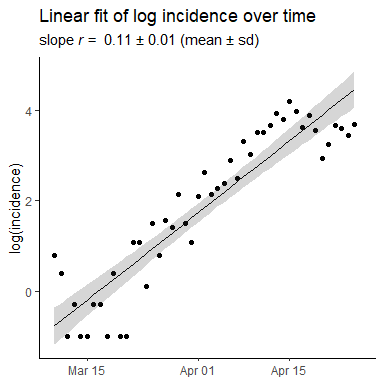 Linear fit of log incidence over time
slope r = 0.11 ± 0.01 (mean ± sd)
log(incidence)
4
2
0
Mar 15
Apr 01
Apr 15